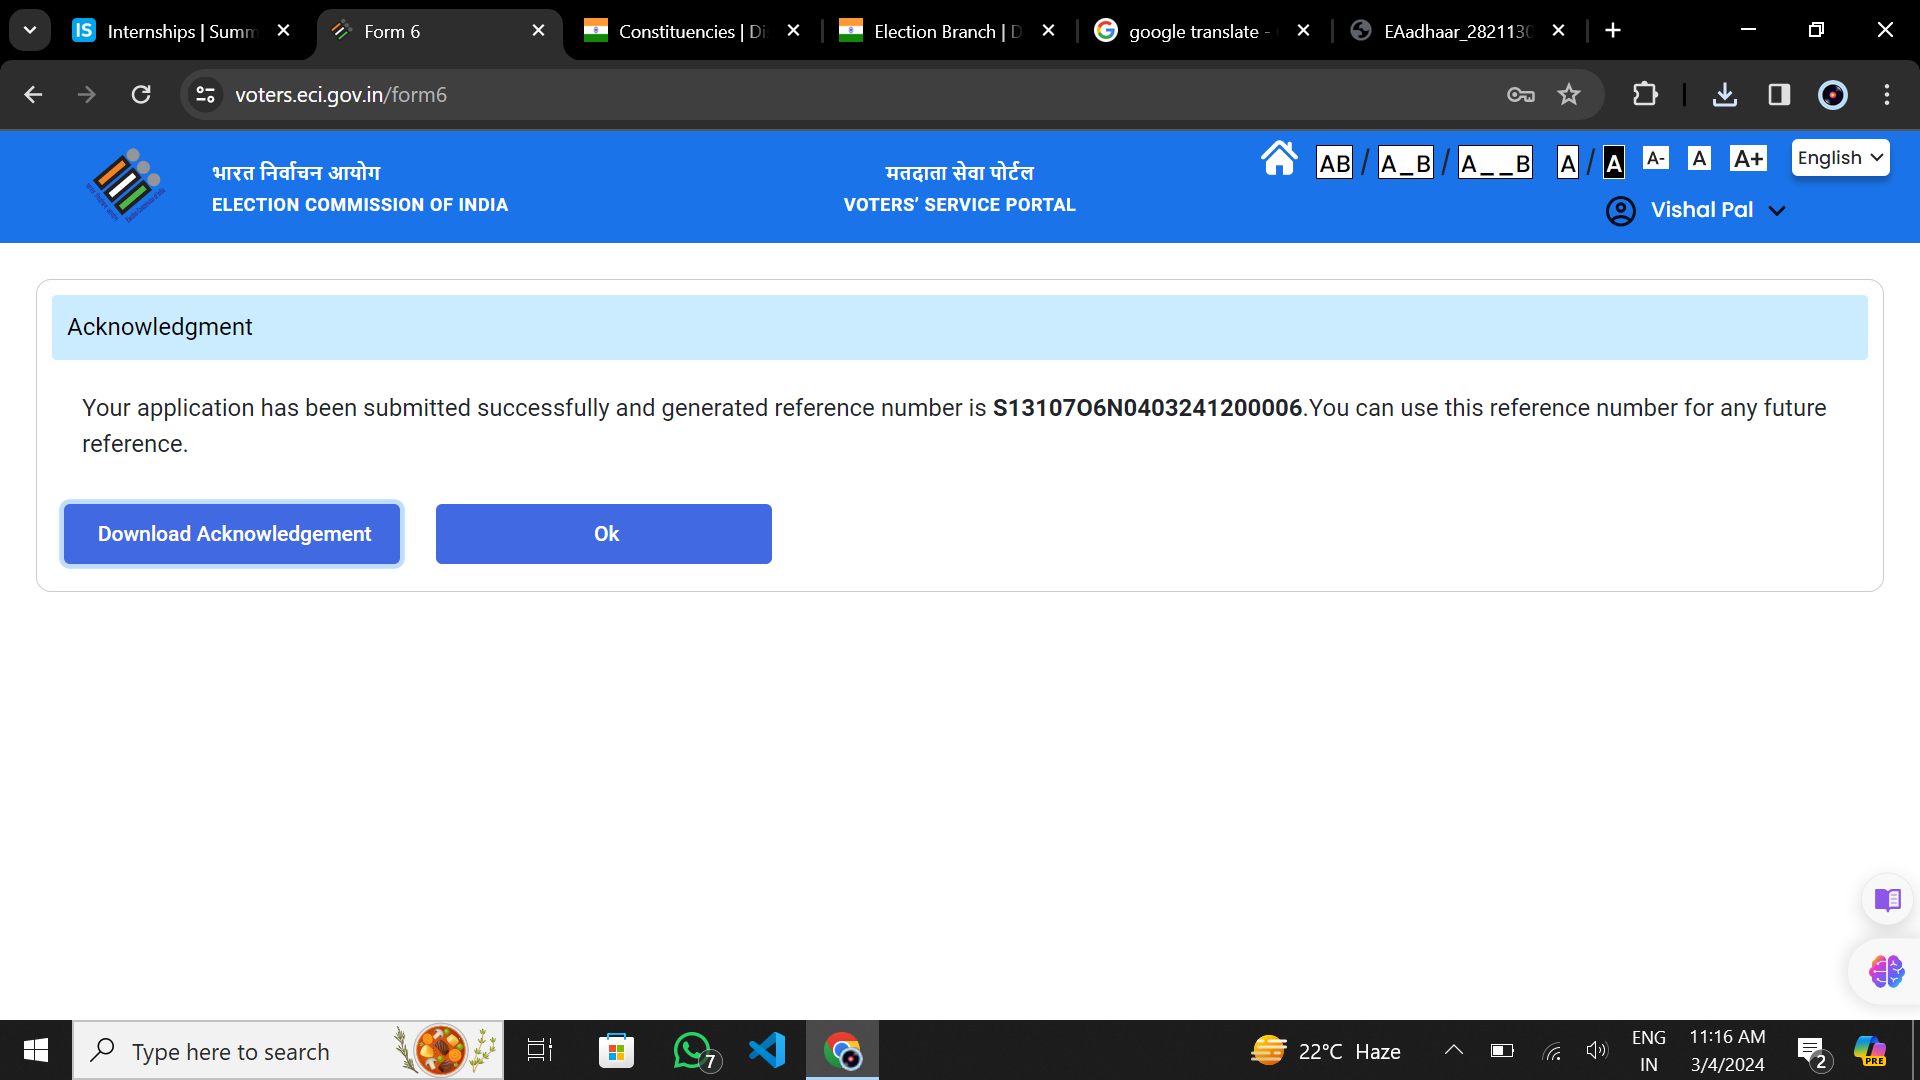 Internships | Summ
Form 6
Constituencies | Di
Election Branch | D
google translate -
EAadhaar_2821130
voters.eci.gov.in/form6
भारत निर्वाचन आयोग
ELECTION COMMISSION OF INDIA
मतदाता सेवा पोर्टल
VOTERS’ SERVICE PORTAL
AB / A_B / A__B A / A A- A A+ English
Vishal Pal
Acknowledgment
Your application has been submitted successfully and generated reference number is S13107O6N0403241200006.You can use this reference number for any future
reference.
Download Acknowledgement
Ok
Type here to search
7
22°C Haze
ENG
IN
11:16 AM
3/4/2024
2
PRE